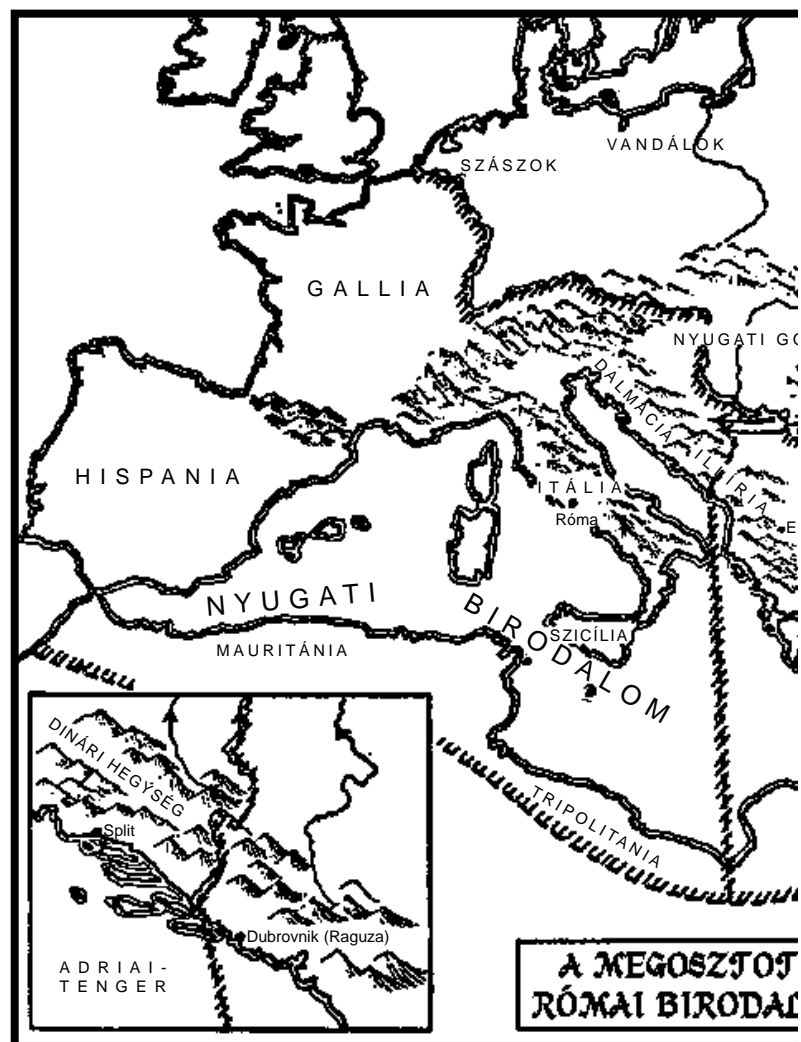 VANDÁLOK
SZÁSZOK
GALLIA
NYUGATI GO
DALMÁCIA
ILLÍRIA
HISPANIA
ITÁLIA
Róma
E
NYUGATI
BIRODALOM
SZICÍLIA
MAURITÁNIA
TRIPOLITANIA
DINÁRI HEGYSÉG
Split
Dubrovnik (Raguza)
ADRIAI-
TENGER
A MEGOSZTOT
RÓMAI BIRODAL